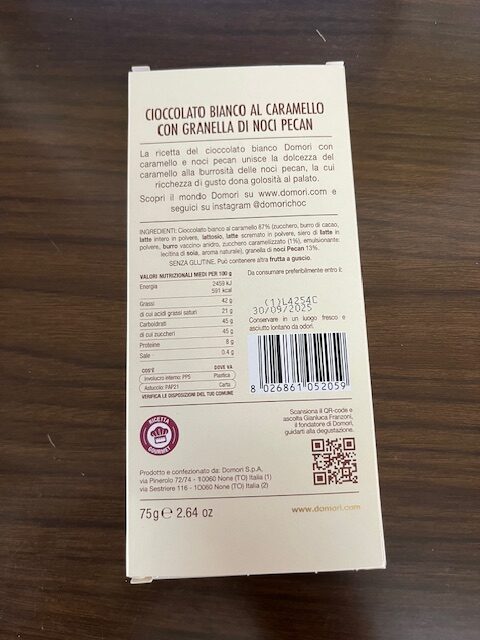 CIOCCOLATO BIANCO AL CARAMELLO
CON GRANELLA DI NOCI PECAN
La ricetta del cioccolato bianco Domori con
caramello e noci pecan unisce la dolcezza del
caramello alla burrosità delle noci pecan, la cui
ricchezza di gusto dona golosità al palato.
Scopri il mondo Domori su www.domori.com e
seguici su instagram @domorichoc
INGREDIENTI: Cioccolato bianco al caramello 87% (zucchero, burro di cacao,
latte intero in polvere, lattosio, latte scremato in polvere, siero di latte in
polvere, burro vaccino anidro, zucchero caramellizzato (1%), emulsionante:
lecitina di soia, aroma naturale), granella di noci Pecan 13%.
SENZA GLUTINE. Può contenere altra frutta a guscio.
VALORI NUTRIZIONALI MEDI PER 100 g
Energia 2459 kJ
591 kcal
Grassi 42 g
di cui acidi grassi saturi 21 g
Carboidrati 45 g
di cui zuccheri 45 g
Proteine 8 g
Sale 0.4 g
Da consumare preferibilmente entro il:
(1)L4254C
30/09/2025
Conservare in un luogo fresco e
asciutto lontano da odori.
8 026861 052059
COS'È DOVE VA
Involucro interno: PP5 Plastica
Astuccio: PAP21 Carta
VERIFICA LE DISPOSIZIONI DEL TUO COMUNE
RICETTA
GOURMET
Scansiona il QR-code e
ascolta Gianluca Franzoni,
il fondatore di Domori,
guidarti alla degustazione.
Prodotto e confezionato da: Domori S.p.A,
via Pinerolo 72/74 - 10060 None (TO) Italia (1)
via Sestriere 116 - 10060 None (TO) Italia (2)
75g ℮ 2.64 oz
www.domori.com